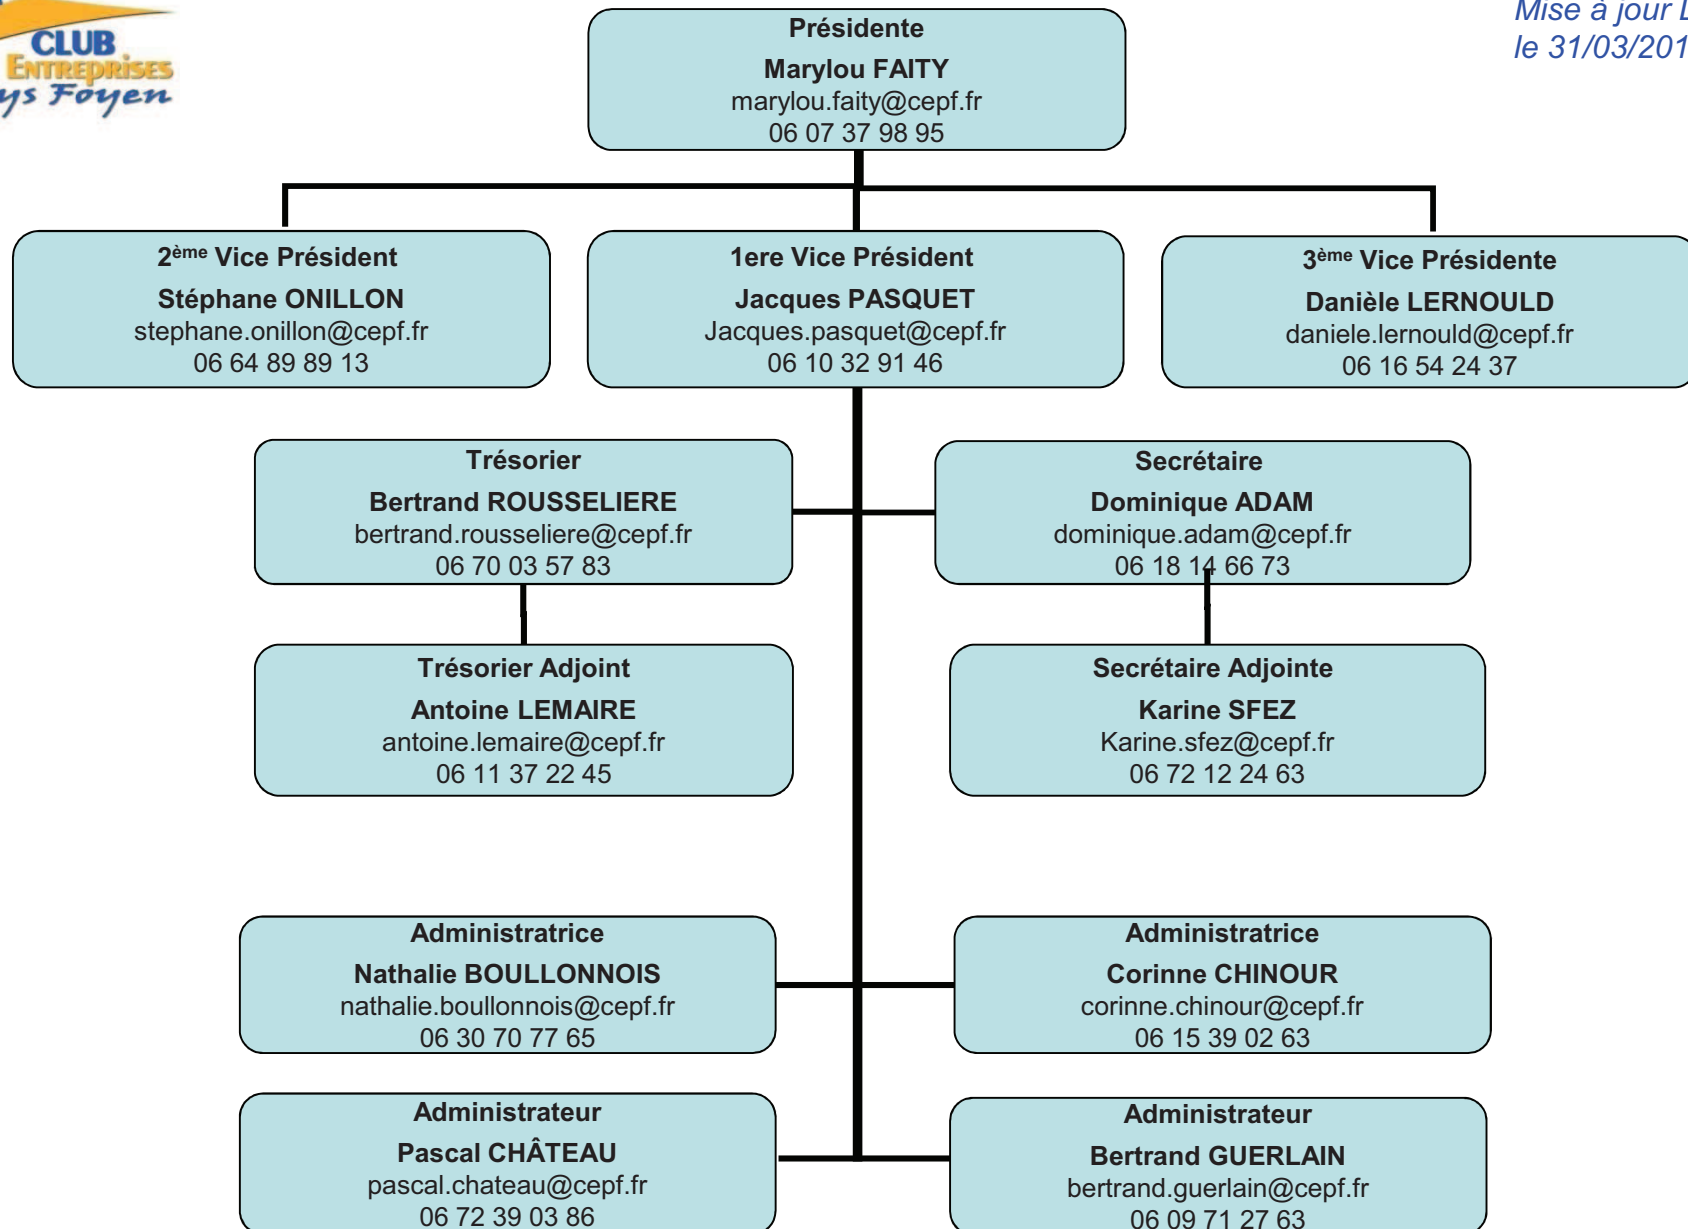 CLUB
ENTREPRISES
ys Foyen
Mise à jour
le 31/03/201
Présidente
Marylou FAITY
marylou.faity@cepf.fr
06 07 37 98 95
2ème Vice Président
Stéphane ONILLON
stephane.onillon@cepf.fr
06 64 89 89 13
1ere Vice Président
Jacques PASQUET
Jacques.pasquet@cepf.fr
06 10 32 91 46
3ème Vice Présidente
Danièle LERNOULD
daniele.lernould@cepf.fr
06 16 54 24 37
Trésorier
Bertrand ROUSSELIERE
bertrand.rousseliere@cepf.fr
06 70 03 57 83
Secrétaire
Dominique ADAM
dominique.adam@cepf.fr
06 18 14 66 73
Trésorier Adjoint
Antoine LEMAIRE
antoine.lemaire@cepf.fr
06 11 37 22 45
Secrétaire Adjointe
Karine SFEZ
Karine.sfez@cepf.fr
06 72 12 24 63
Administratrice
Nathalie BOULLONNOIS
nathalie.boullonnois@cepf.fr
06 30 70 77 65
Administratrice
Corinne CHINOUR
corinne.chinour@cepf.fr
06 15 39 02 63
Administrateur
Pascal CHÂTEAU
pascal.chateau@cepf.fr
06 72 39 03 86
Administrateur
Bertrand GUERLAIN
bertrand.guerlain@cepf.fr
06 09 71 27 63